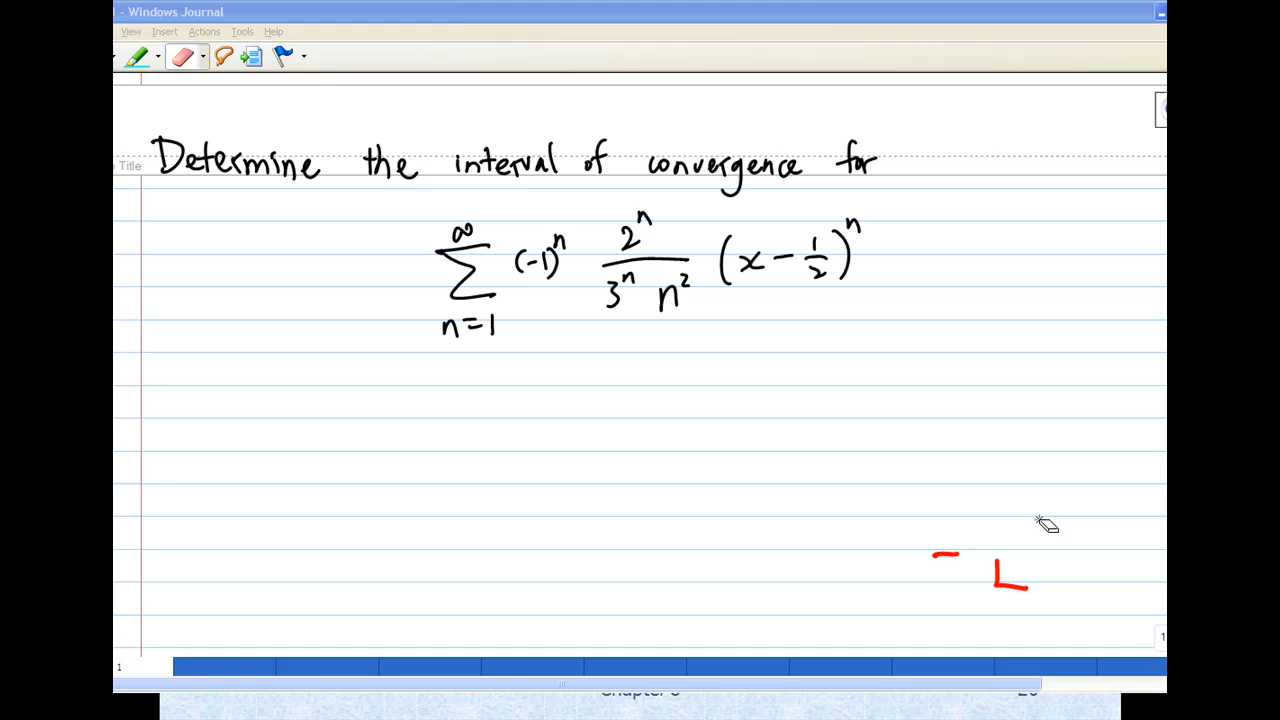 - Windows Journal
View Insert Actions Tools Help
Title
Determine the interval of convergence for
∞
∑ (-1)^n 2^n / 3^n n^2 (x - 1/2)^n
n=1
L
1
1